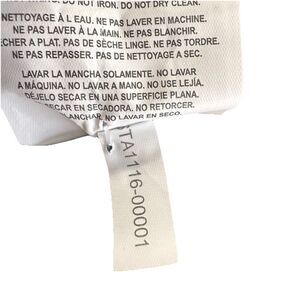 DO NOT IRON. DO NOT DRY CLEAN.
NETTOYAGE À L EAU. NE PAS LAVER EN MACHINE.
NE PAS LAVER À LA MAIN. NE PAS BLANCHIR.
CHER A PLAT. PAS DE SÈCHE LINGE. NE PAS TORDRE.
NE PAS REPASSER. PAS DE NETTOYAGE A SEC.
LAVAR LA MANCHA SOLAMENTE. NO LAVAR
A MÁQUINA. NO LAVAR A MANO. NO USE LEJÍA.
DÉJELO SECAR EN UNA SUPERFICIE PLANA.
SECAR EN SECADORA. NO RETORCER.
PLANCHAR. NO LAVAR EN SECO.
TA1116-00001